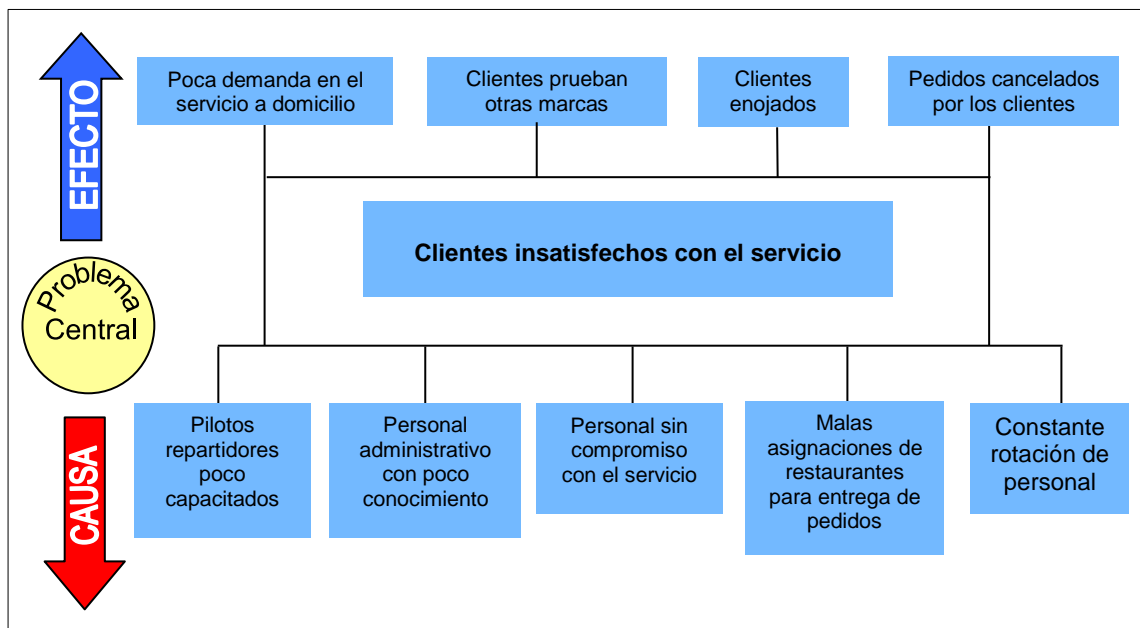 EFECTO
Poca demanda en el
servicio a domicilio
Clientes prueban
otras marcas
Clientes
enojados
Pedidos cancelados
por los clientes
Problema
Central
Clientes insatisfechos con el servicio
CAUSA
Pilotos
repartidores
poco
capacitados
Personal
administrativo
con poco
conocimiento
Personal sin
compromiso
con el servicio
Malas
asignaciones de
restaurantes
para entrega de
pedidos
Constante
rotación de
personal